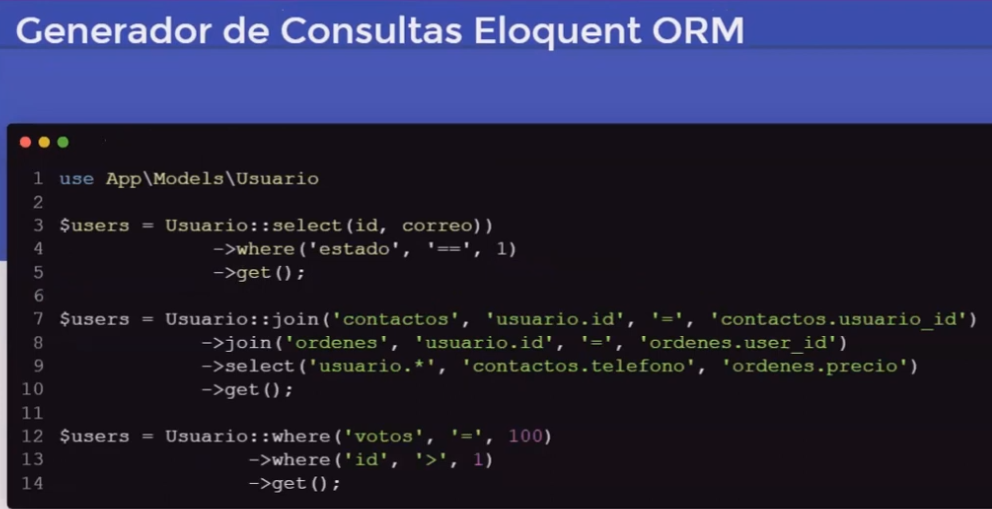 Generador de Consultas Eloquent ORM
1 use App\Models\Usuario
2
3 $users = Usuario::select(id, correo))
4 ->where('estado', '==', 1)
5 ->get();
6
7 $users = Usuario::join('contactos', 'usuario.id', '=', 'contactos.usuario_id')
8 ->join('ordenes', 'usuario.id', '=', 'ordenes.user_id')
9 ->select('usuario.*', 'contactos.telefono', 'ordenes.precio')
10 ->get();
11
12 $users = Usuario::where('votos', '=', 100)
13 ->where('id', '>', 1)
14 ->get();